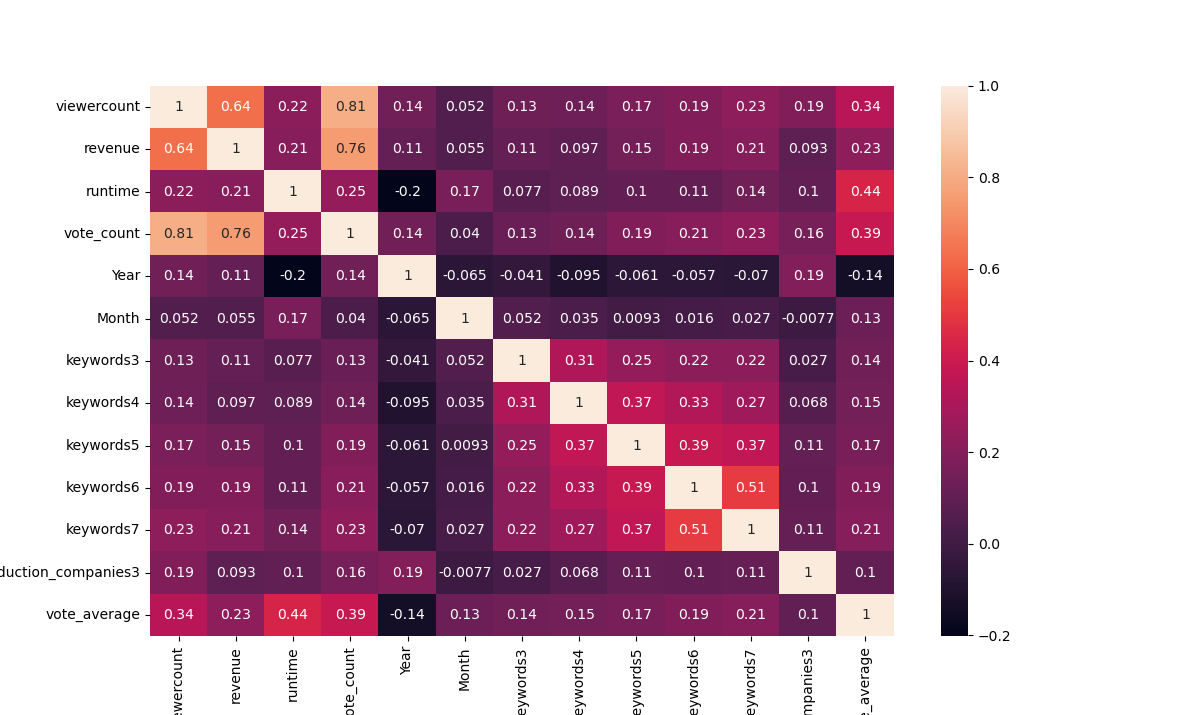 viewercount 1 0.64 0.22 0.81 0.14 0.052 0.13 0.14 0.17 0.19 0.23 0.19 0.34
revenue 0.64 1 0.21 0.76 0.11 0.055 0.11 0.097 0.15 0.19 0.21 0.093 0.23
runtime 0.22 0.21 1 0.25 -0.2 0.17 0.077 0.089 0.1 0.11 0.14 0.1 0.44
vote_count 0.81 0.76 0.25 1 0.14 0.04 0.13 0.14 0.19 0.21 0.23 0.16 0.39
Year 0.14 0.11 -0.2 0.14 1 -0.065 -0.041 -0.095 -0.061 -0.057 -0.07 0.19 -0.14
Month 0.052 0.055 0.17 0.04 -0.065 1 0.052 0.035 0.0093 0.016 0.027 -0.0077 0.13
keywords3 0.13 0.11 0.077 0.13 -0.041 0.052 1 0.31 0.25 0.22 0.22 0.027 0.14
keywords4 0.14 0.097 0.089 0.14 -0.095 0.035 0.31 1 0.37 0.33 0.27 0.068 0.15
keywords5 0.17 0.15 0.1 0.19 -0.061 0.0093 0.25 0.37 1 0.39 0.37 0.11 0.17
keywords6 0.19 0.19 0.11 0.21 -0.057 0.016 0.22 0.33 0.39 1 0.51 0.1 0.19
keywords7 0.23 0.21 0.14 0.23 -0.07 0.027 0.22 0.27 0.37 0.51 1 0.11 0.21
duction_companies3 0.19 0.093 0.1 0.16 0.19 -0.0077 0.027 0.068 0.11 0.1 0.11 1 0.1
vote_average 0.34 0.23 0.44 0.39 -0.14 0.13 0.14 0.15 0.17 0.19 0.21 0.1 1
ewercount
revenue
runtime
ote_count
Year
Month
eywords3
eywords4
eywords5
eywords6
eywords7
mpanies3
e_average
1.0
0.8
0.6
0.4
0.2
0.0
−0.2